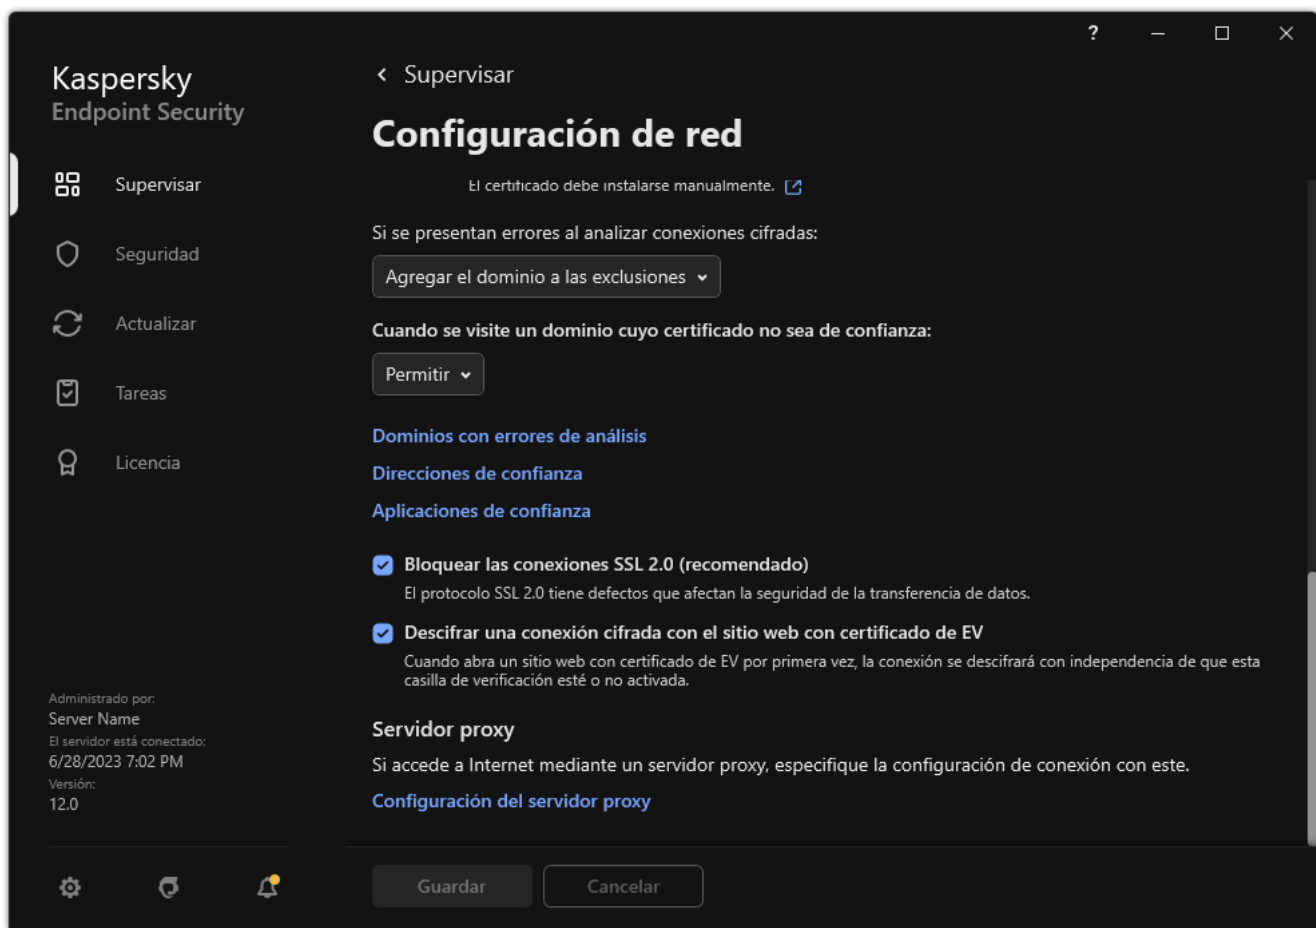 ?
Kaspersky
Endpoint Security
Supervisar
Seguridad
Actualizar
Tareas
Licencia
Administrado por:
Server Name
El servidor está conectado:
6/28/2023 7:02 PM
Versión:
12.0
Supervisar
Configuración de red
El certificado debe instalarse manualmente.
Si se presentan errores al analizar conexiones cifradas:
Agregar el dominio a las exclusiones
Cuando se visite un dominio cuyo certificado no sea de confianza:
Permitir
Dominios con errores de análisis
Direcciones de confianza
Aplicaciones de confianza
Bloquear las conexiones SSL 2.0 (recomendado)
El protocolo SSL 2.0 tiene defectos que afectan la seguridad de la transferencia de datos.
Descifrar una conexión cifrada con el sitio web con certificado de EV
Cuando abra un sitio web con certificado de EV por primera vez, la conexión se descifrará con independencia de que esta
casilla de verificación esté o no activada.
Servidor proxy
Si accede a Internet mediante un servidor proxy, especifique la configuración de conexión con este.
Configuración del servidor proxy
Guardar
Cancelar